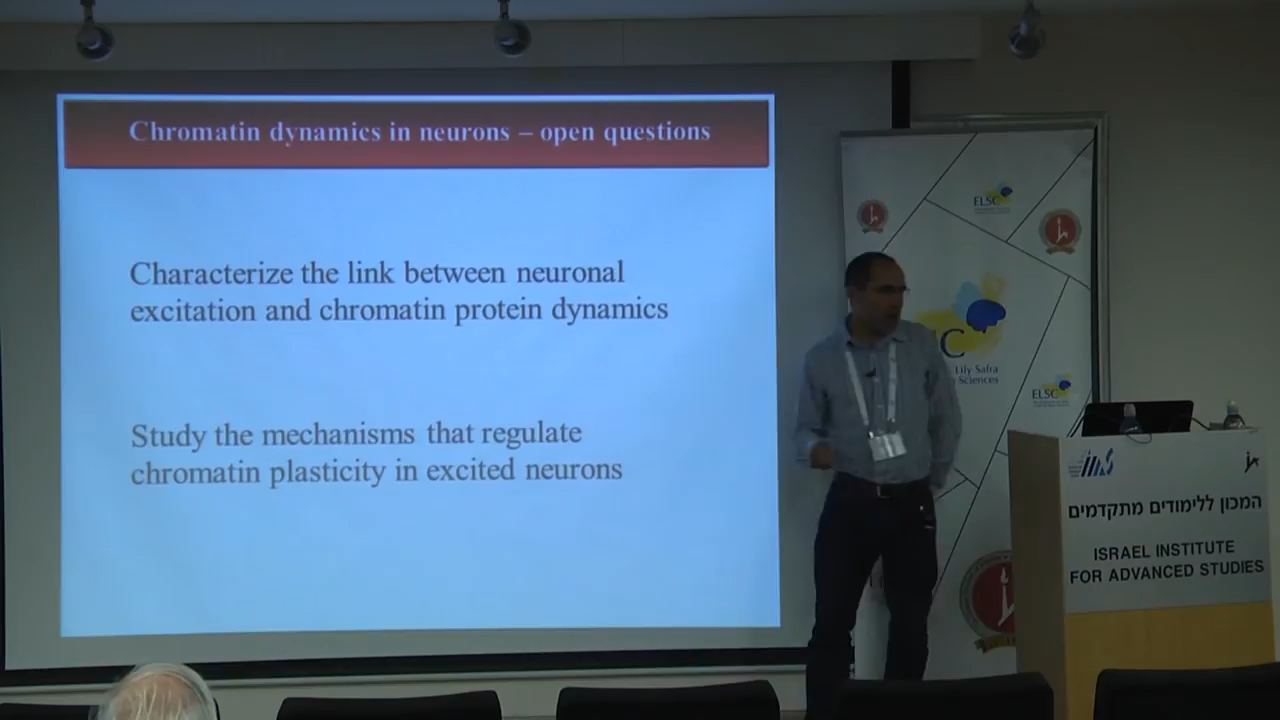 Chromatin dynamics in neurons – open questions
Characterize the link between neuronal
excitation and chromatin protein dynamics
Study the mechanisms that regulate
chromatin plasticity in excited neurons
ELSC
C
Lily Safra
Sciences
ELSC
המכון ללימודים מתקדמים
ISRAEL INSTITUTE
FOR ADVANCED STUDIES